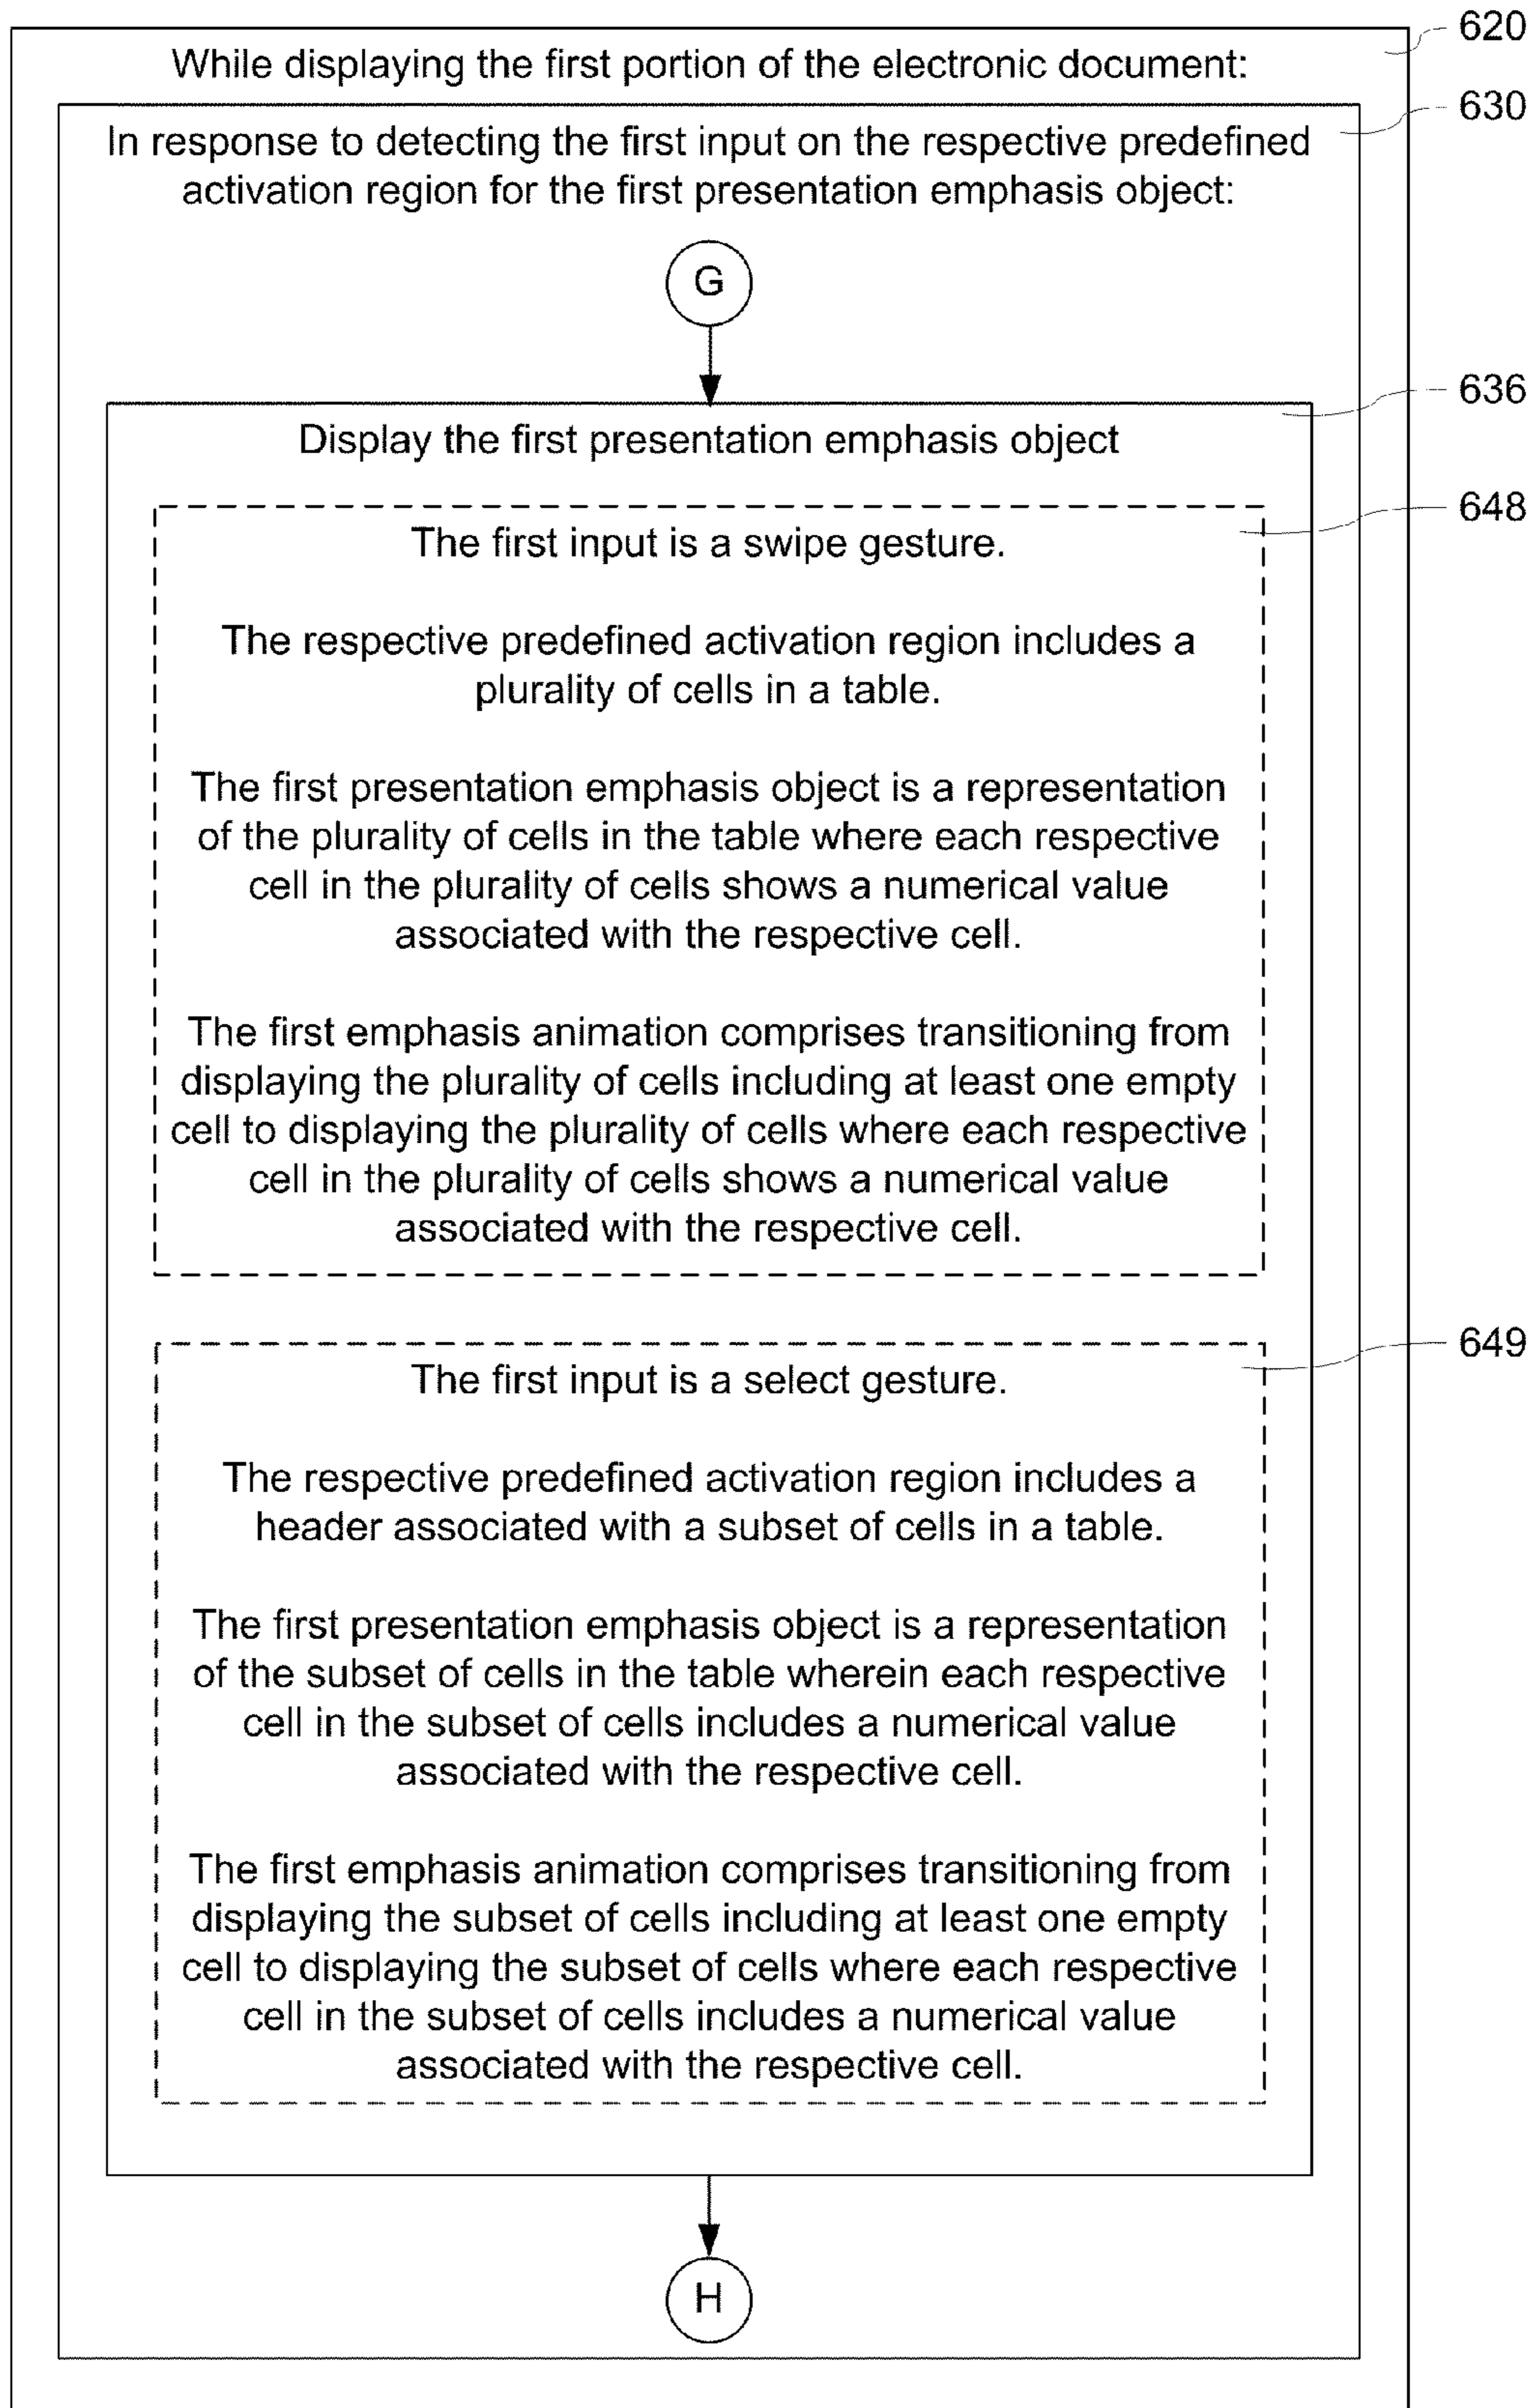 620
While displaying the first portion of the electronic document:
630
In response to detecting the first input on the respective predefined
activation region for the first presentation emphasis object:
G
636
Display the first presentation emphasis object
648
The first input is a swipe gesture.
The respective predefined activation region includes a
plurality of cells in a table.
The first presentation emphasis object is a representation
of the plurality of cells in the table where each respective
cell in the plurality of cells shows a numerical value
associated with the respective cell.
The first emphasis animation comprises transitioning from
displaying the plurality of cells including at least one empty
cell to displaying the plurality of cells where each respective
cell in the plurality of cells shows a numerical value
associated with the respective cell.
649
The first input is a select gesture.
The respective predefined activation region includes a
header associated with a subset of cells in a table.
The first presentation emphasis object is a representation
of the subset of cells in the table wherein each respective
cell in the subset of cells includes a numerical value
associated with the respective cell.
The first emphasis animation comprises transitioning from
displaying the subset of cells including at least one empty
cell to displaying the subset of cells where each respective
cell in the subset of cells includes a numerical value
associated with the respective cell.
H